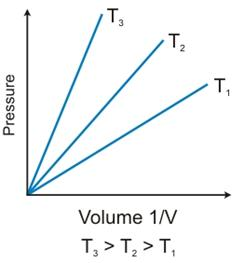 T₃
T₂
T₁
Pressure
Volume 1/V
T₃ > T₂ > T₁